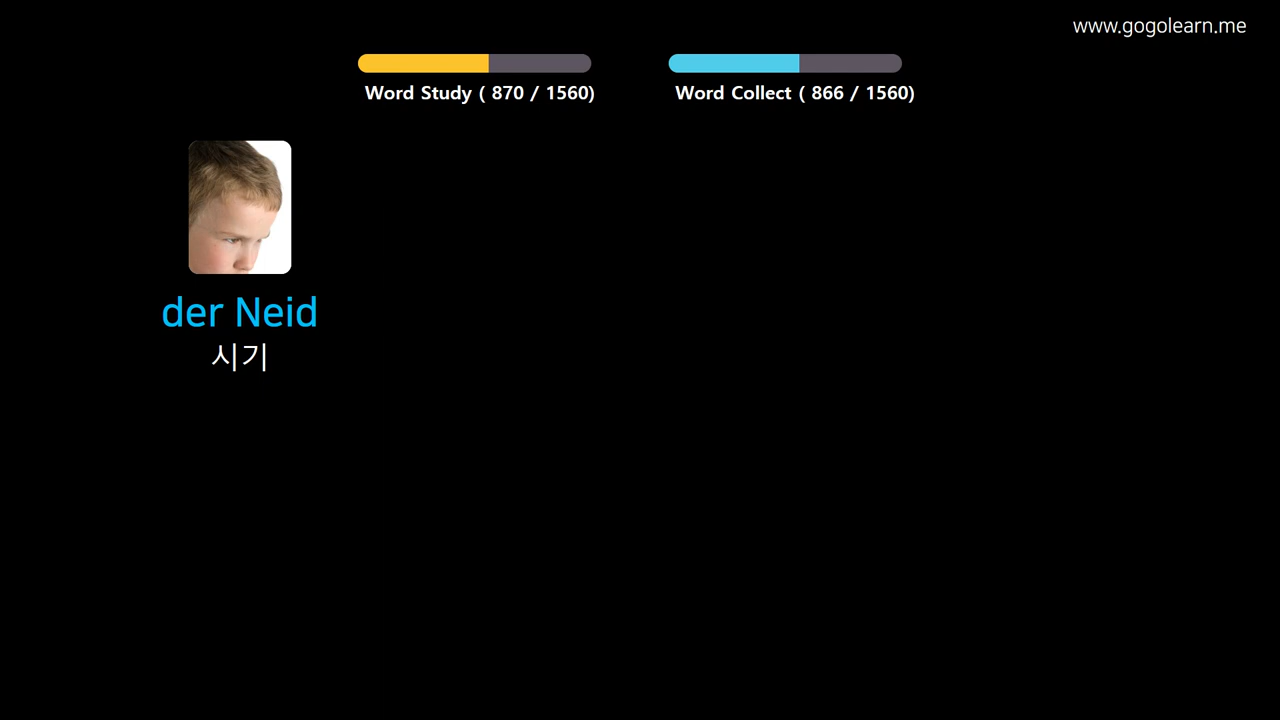 www.gogolearn.me
Word Study ( 870 / 1560)
Word Collect ( 866 / 1560)
der Neid
시기